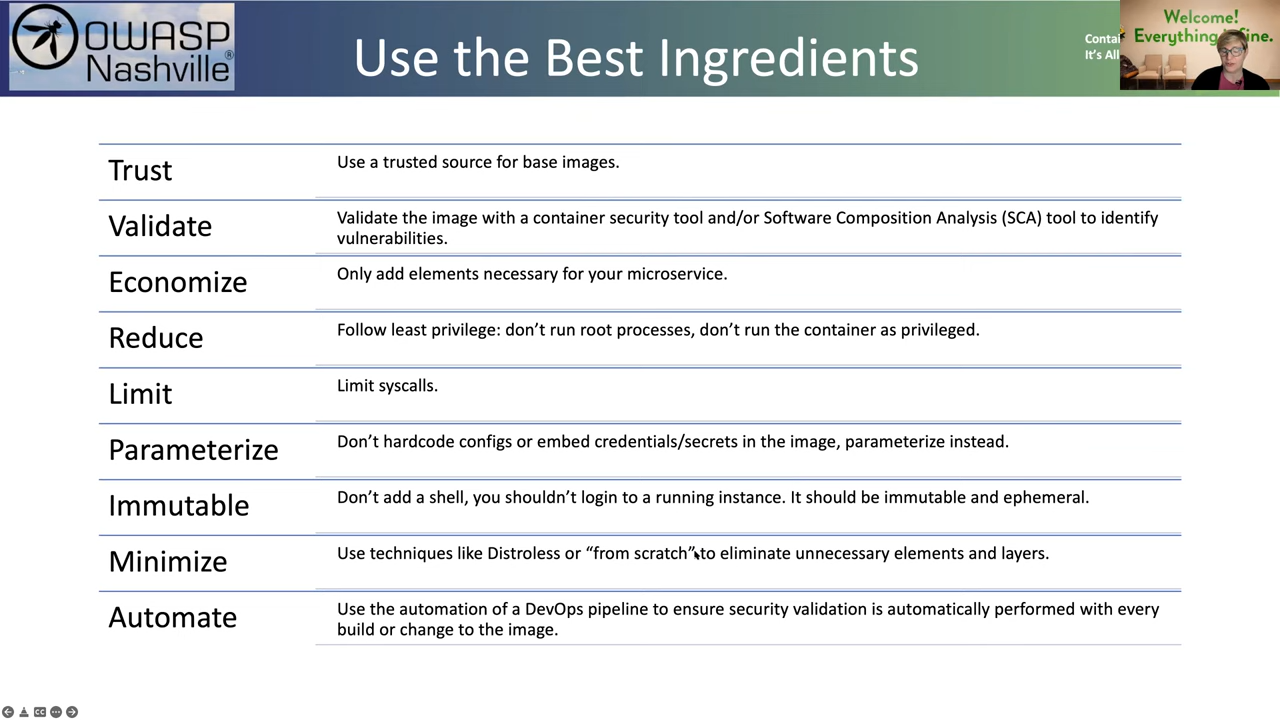 OWASP
Nashville®
Use the Best Ingredients
Contai
It's All
Welcome!
Everything is fine.
Trust
Use a trusted source for base images.
Validate
Validate the image with a container security tool and/or Software Composition Analysis (SCA) tool to identify
vulnerabilities.
Economize
Only add elements necessary for your microservice.
Reduce
Follow least privilege: don't run root processes, don't run the container as privileged.
Limit
Limit syscalls.
Parameterize
Don't hardcode configs or embed credentials/secrets in the image, parameterize instead.
Immutable
Don't add a shell, you shouldn't login to a running instance. It should be immutable and ephemeral.
Minimize
Use techniques like Distroless or “from scratch” to eliminate unnecessary elements and layers.
Automate
Use the automation of a DevOps pipeline to ensure security validation is automatically performed with every
build or change to the image.
CC